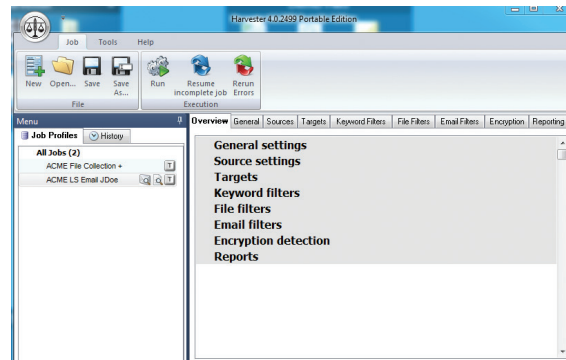 Harvester 4.0.2499 Portable Edition
Job Tools Help
New Open... Save Save As... Run Resume incomplete job Rerun Errors
File Execution
Menu
Job Profiles History
All Jobs (2)
ACME File Collection +
T
ACME LS Email JDoe
T
Overview General Sources Targets Keyword Filters File Filters Email Filters Encryption Reporting
General settings
Source settings
Targets
Keyword filters
File filters
Email filters
Encryption detection
Reports